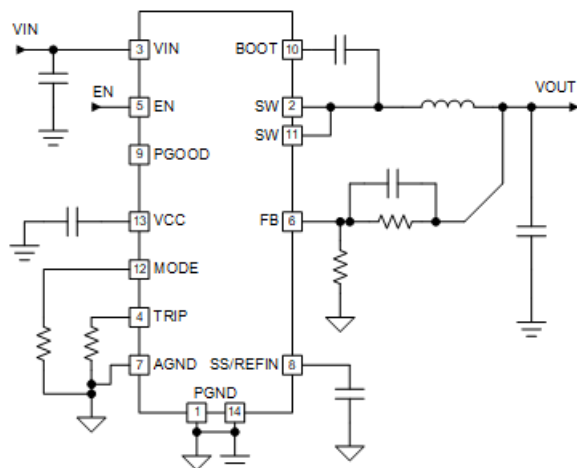 VIN
3 VIN
BOOT 10
VOUT
EN
5 EN
SW 2
SW 11
9 PGOOD
13 VCC
FB 6
12 MODE
4 TRIP
7 AGND
SS/REFIN 8
PGND
1 14